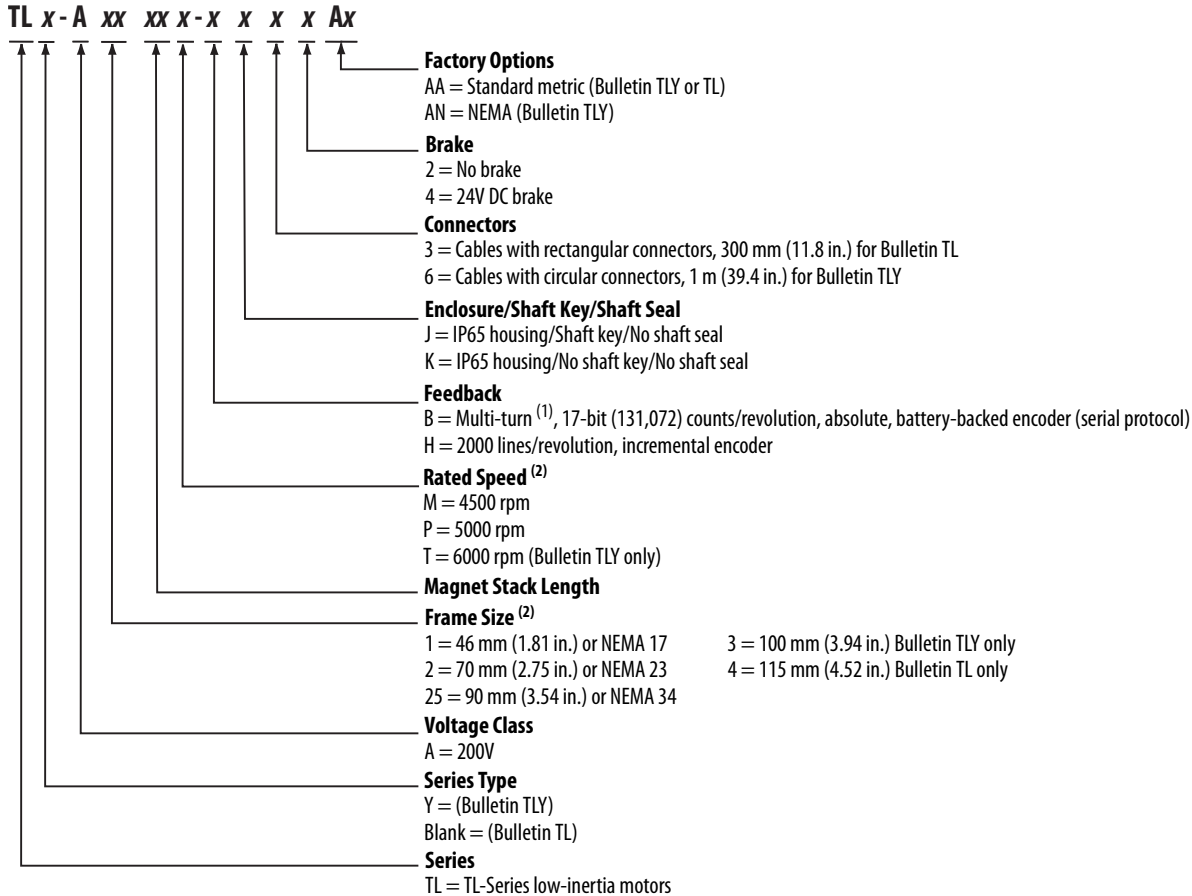 TL x - A xx xx x - x x x x Ax
Factory Options
AA = Standard metric (Bulletin TLY or TL)
AN = NEMA (Bulletin TLY)
Brake
2 = No brake
4 = 24V DC brake
Connectors
3 = Cables with rectangular connectors, 300 mm (11.8 in.) for Bulletin TL
6 = Cables with circular connectors, 1 m (39.4 in.) for Bulletin TLY
Enclosure/Shaft Key/Shaft Seal
J = IP65 housing/Shaft key/No shaft seal
K = IP65 housing/No shaft key/No shaft seal
Feedback
B = Multi-turn (1), 17-bit (131,072) counts/revolution, absolute, battery-backed encoder (serial protocol)
H = 2000 lines/revolution, incremental encoder
Rated Speed (2)
M = 4500 rpm
P = 5000 rpm
T = 6000 rpm (Bulletin TLY only)
Magnet Stack Length
Frame Size (2)
1 = 46 mm (1.81 in.) or NEMA 17 3 = 100 mm (3.94 in.) Bulletin TLY only
2 = 70 mm (2.75 in.) or NEMA 23 4 = 115 mm (4.52 in.) Bulletin TL only
25 = 90 mm (3.54 in.) or NEMA 34
Voltage Class
A = 200V
Series Type
Y = (Bulletin TLY)
Blank = (Bulletin TL)
Series
TL = TL-Series low-inertia motors